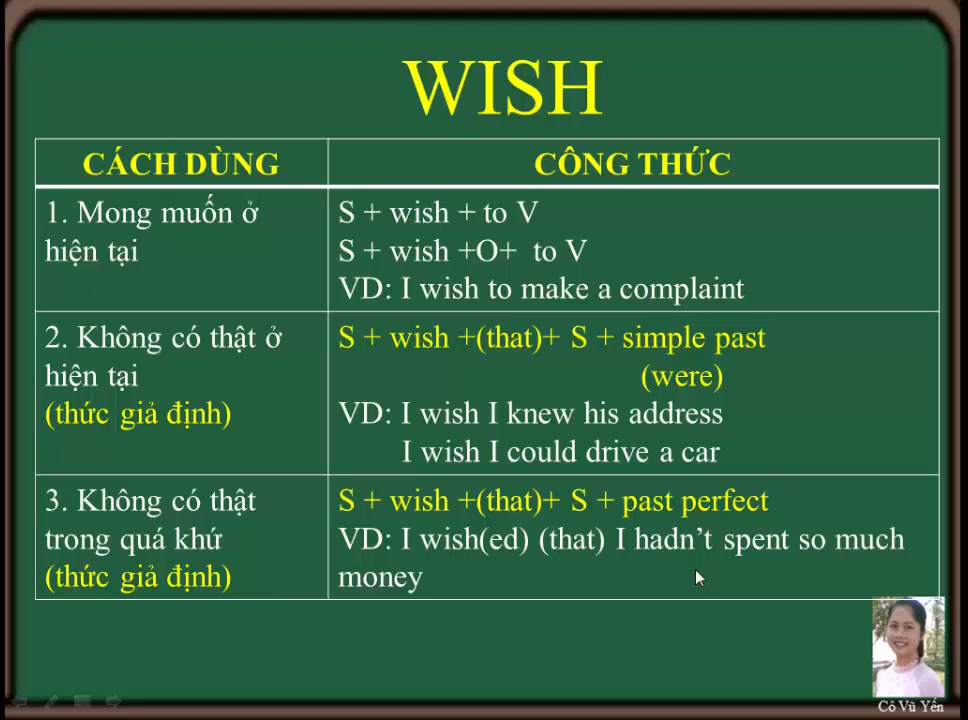 WISH
CÁCH DÙNG
CÔNG THỨC
1. Mong muốn ở
hiện tại
S + wish + to V
S + wish +O+ to V
VD: I wish to make a complaint
2. Không có thật ở
hiện tại
(thức giả định)
S + wish +(that)+ S + simple past
(were)
VD: I wish I knew his address
I wish I could drive a car
3. Không có thật
trong quá khứ
(thức giả định)
S + wish +(that)+ S + past perfect
VD: I wish(ed) (that) I hadn’t spent so much
money
Cô Vũ Yến